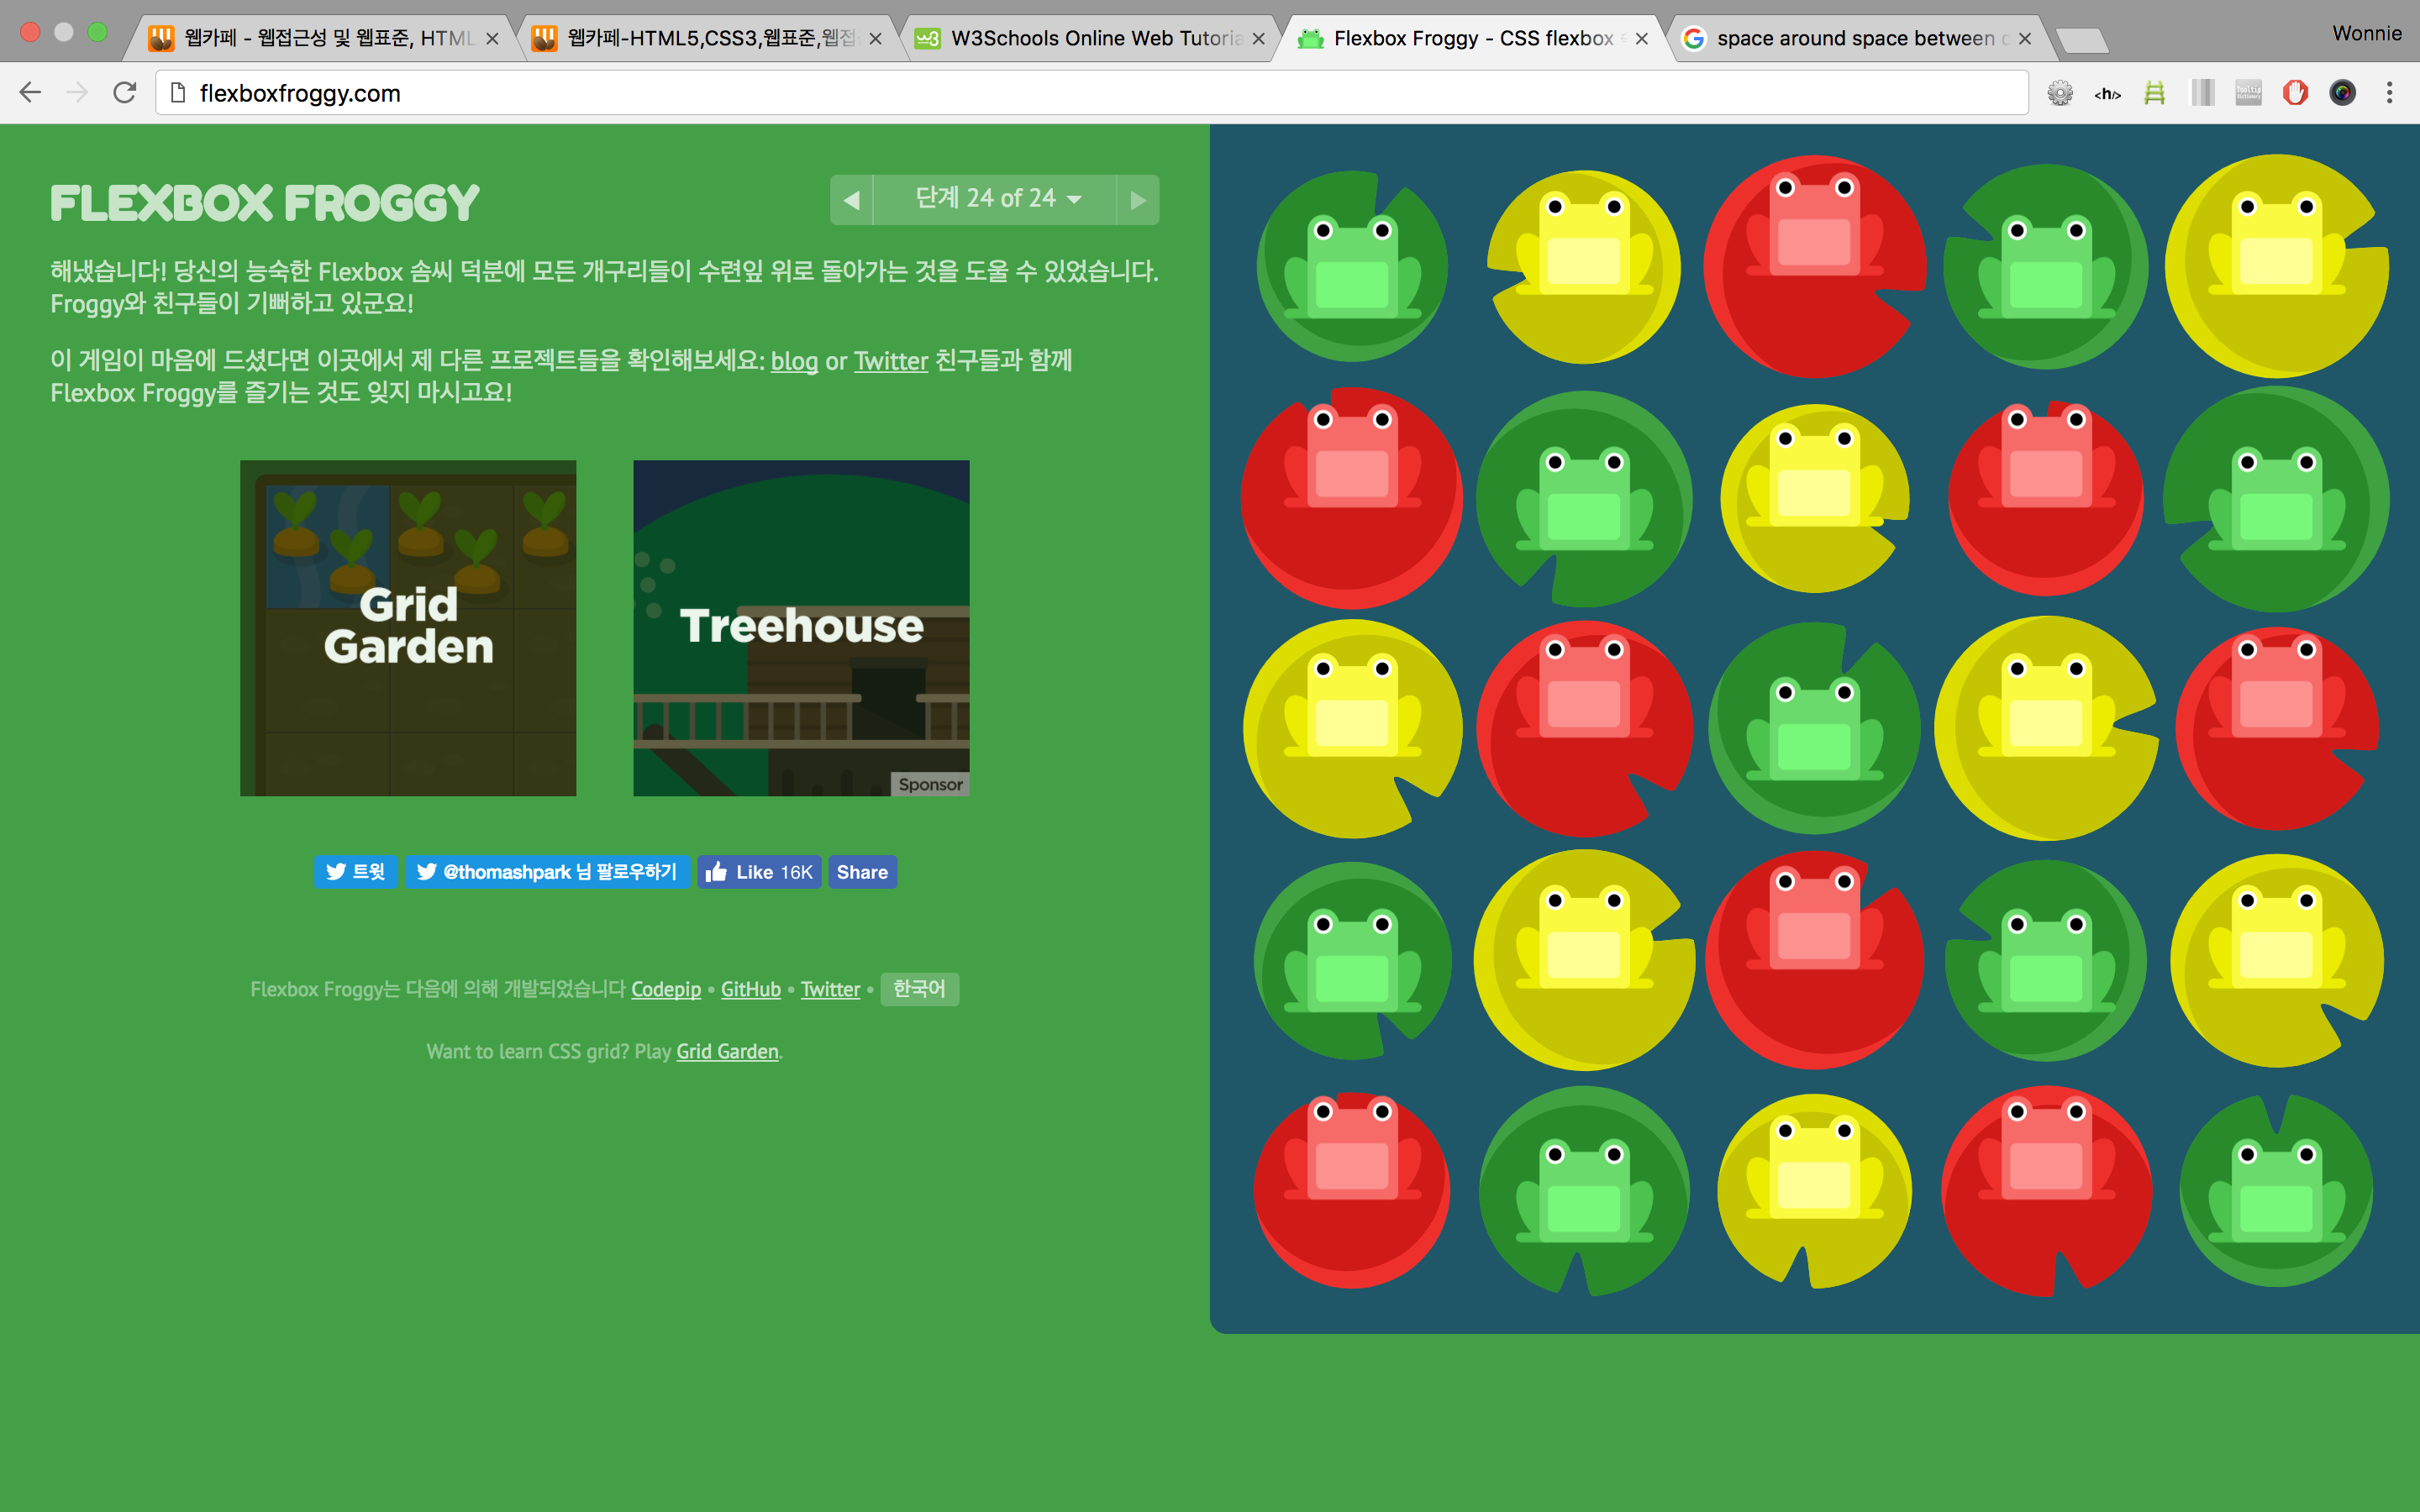 웹카페 - 웹접근성 및 웹표준, HTML
웹카페-HTML5,CSS3,웹표준,웹접
W3Schools Online Web Tutoria
Flexbox Froggy - CSS flexbox
space around space between
Wonnie
flexboxfroggy.com
<h/>
Tooltip Dictionary
FLEXBOX FROGGY
단계 24 of 24
해냈습니다! 당신의 능숙한 Flexbox 솜씨 덕분에 모든 개구리들이 수련잎 위로 돌아가는 것을 도울 수 있었습니다.
Froggy와 친구들이 기뻐하고 있군요!
이 게임이 마음에 드셨다면 이곳에서 제 다른 프로젝트들을 확인해보세요: blog or Twitter 친구들과 함께
Flexbox Froggy를 즐기는 것도 잊지 마시고요!
Grid
Garden
Treehouse
Sponsor
트윗
@thomashpark 님 팔로우하기
Like 16K
Share
Flexbox Froggy는 다음에 의해 개발되었습니다 Codepip • GitHub • Twitter • 한국어
Want to learn CSS grid? Play Grid Garden.